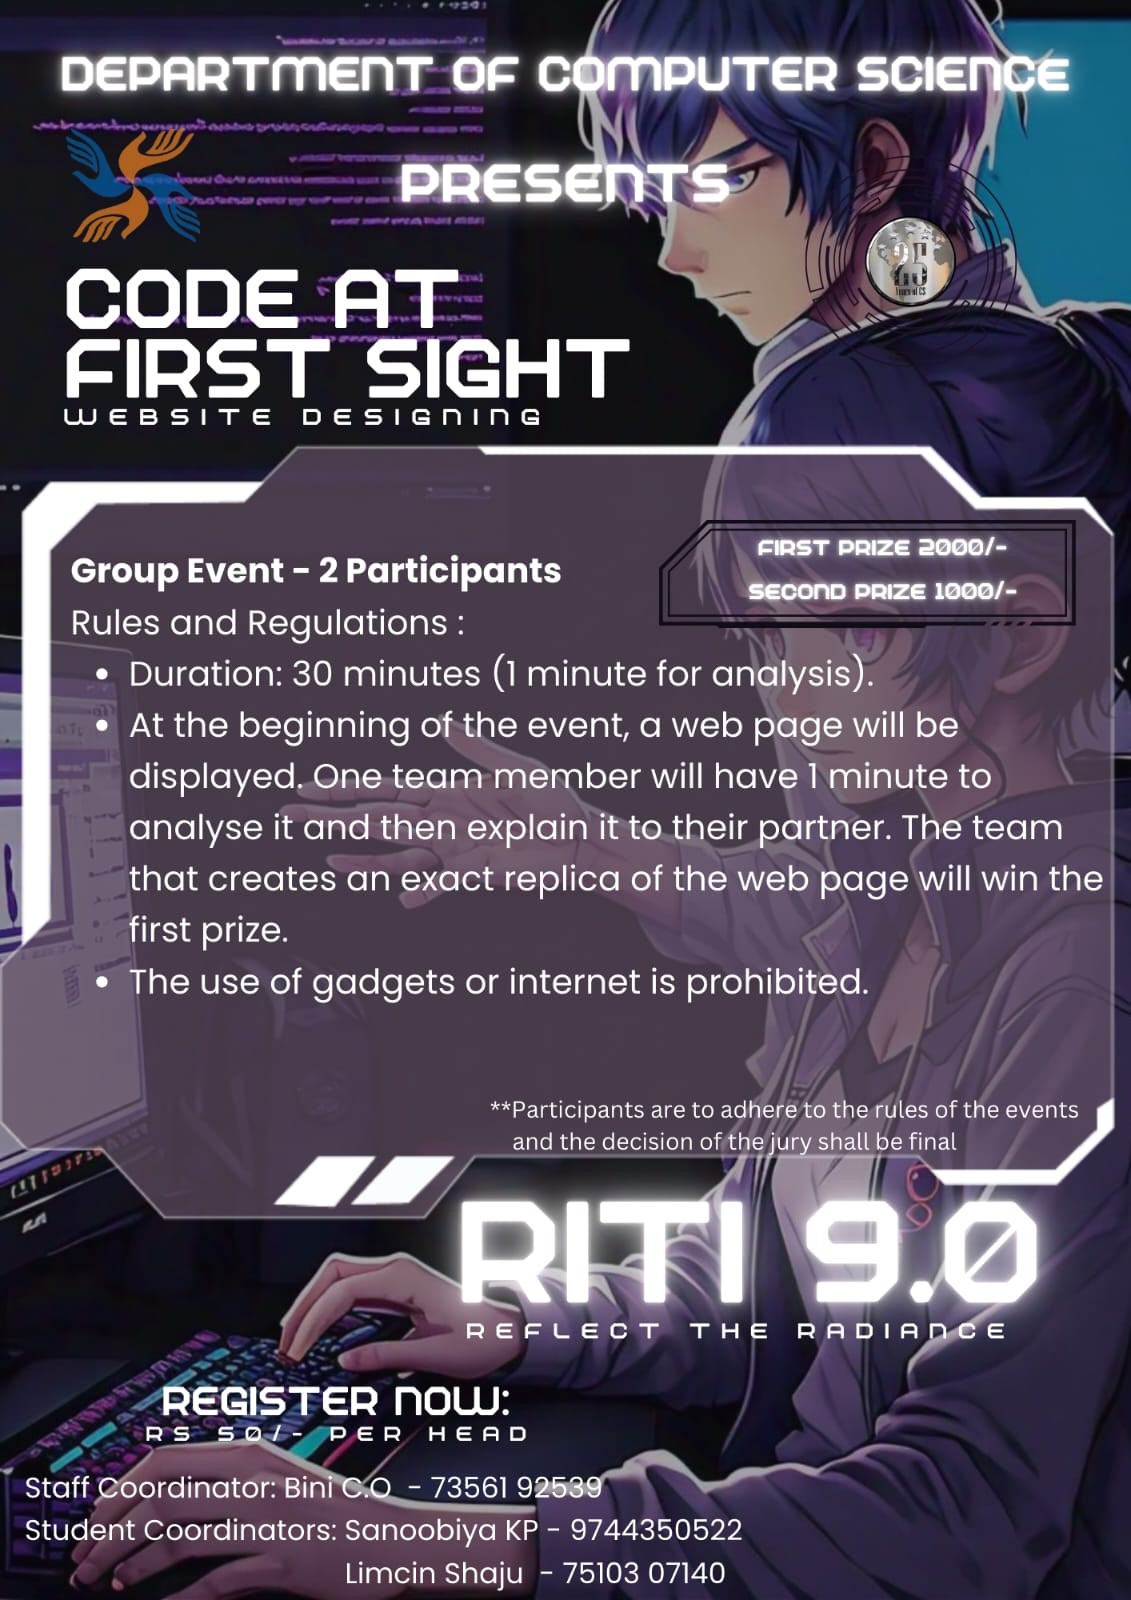 DEPARTMENT OF COMPUTER SCIENCE
PRESENTS
25
Years of CS
CODE AT
FIRST SIGHT
WEBSITE DESIGNING
FIRST PRIZE 2000/-
SECOND PRIZE 1000/-
Group Event - 2 Participants
Rules and Regulations :
• Duration: 30 minutes (1 minute for analysis).
• At the beginning of the event, a web page will be
displayed. One team member will have 1 minute to
analyse it and then explain it to their partner. The team
that creates an exact replica of the web page will win the
first prize.
• The use of gadgets or internet is prohibited.
**Participants are to adhere to the rules of the events
and the decision of the jury shall be final
RITI 9.0
REFLECT THE RADIANCE
REGISTER NOW:
RS 50/- PER HEAD
Staff Coordinator: Bini C.O - 73561 92539
Student Coordinators: Sanoobiya KP - 9744350522
Limcin Shaju - 75103 07140